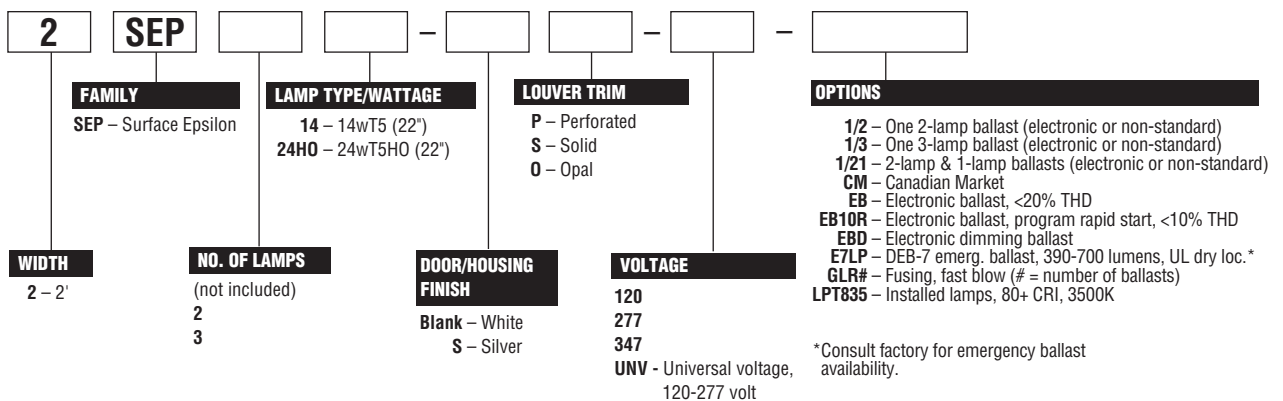 2 SEP – – –
FAMILY
SEP – Surface Epsilon
LAMP TYPE/WATTAGE
14 – 14wT5 (22")
24HO – 24wT5HO (22")
LOUVER TRIM
P – Perforated
S – Solid
O – Opal
OPTIONS
1/2 – One 2-lamp ballast (electronic or non-standard)
1/3 – One 3-lamp ballast (electronic or non-standard)
1/21 – 2-lamp & 1-lamp ballasts (electronic or non-standard)
CM – Canadian Market
EB – Electronic ballast, <20% THD
EB10R – Electronic ballast, program rapid start, <10% THD
EBD – Electronic dimming ballast
E7LP – DEB-7 emerg. ballast, 390-700 lumens, UL dry loc.*
GLR# – Fusing, fast blow (# = number of ballasts)
LPT835 – Installed lamps, 80+ CRI, 3500K
*Consult factory for emergency ballast
availability.
WIDTH
2 – 2'
NO. OF LAMPS
(not included)
2
3
DOOR/HOUSING
FINISH
Blank – White
S – Silver
VOLTAGE
120
277
347
UNV - Universal voltage,
120-277 volt